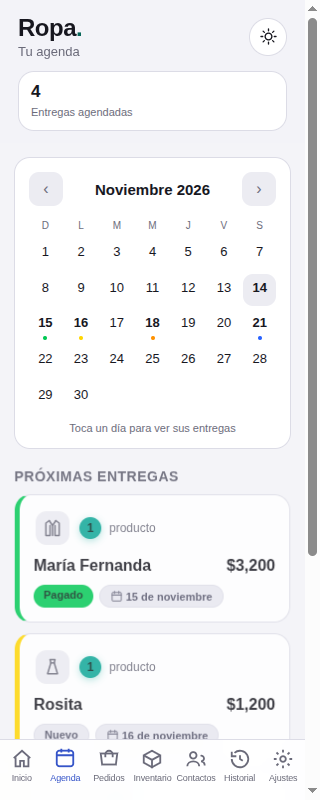 Ropa.
Tu agenda
4
Entregas agendadas
‹ Noviembre 2026 ›
D L M M J V S
1 2 3 4 5 6 7
8 9 10 11 12 13 14
15 16 17 18 19 20 21
22 23 24 25 26 27 28
29 30
Toca un día para ver sus entregas
PRÓXIMAS ENTREGAS
1 producto
María Fernanda $3,200
Pagado 15 de noviembre
1 producto
Rosita $1,200
Nuevo 16 de noviembre
Inicio Agenda Pedidos Inventario Contactos Historial Ajustes